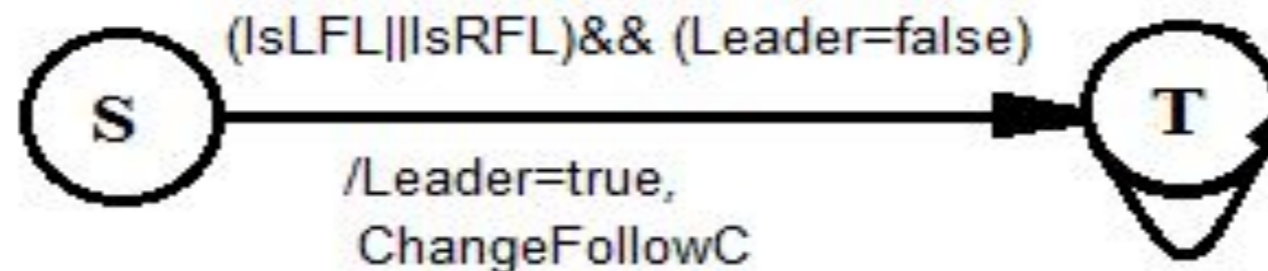 (IsLFL||IsRFL)&& (Leader=false)
S
T
/Leader=true,
ChangeFollowC